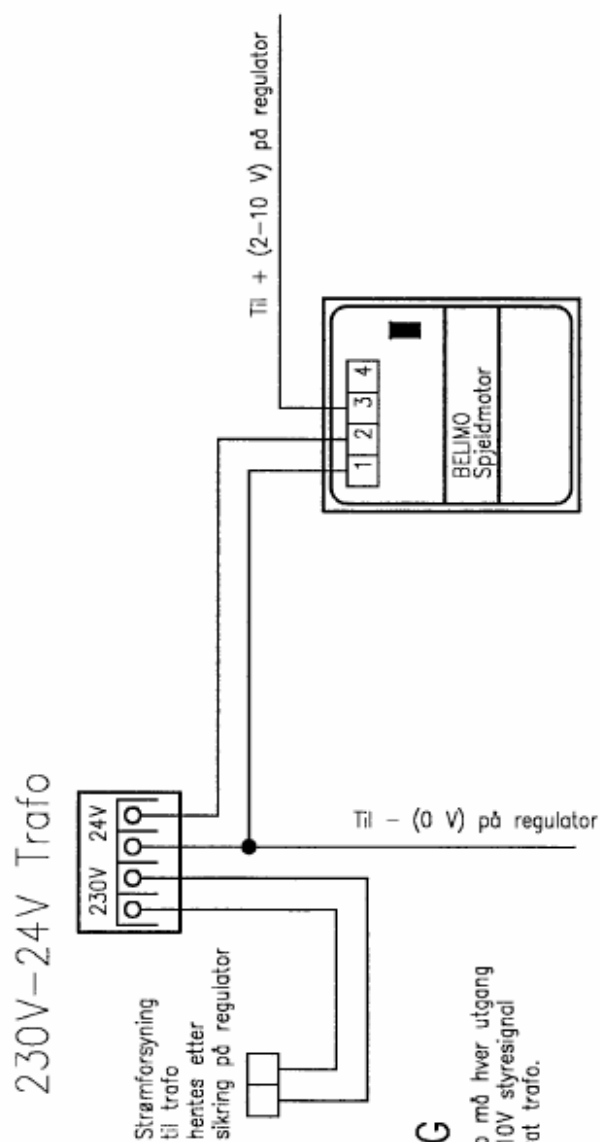 230V-24V Trafo
230V 24V
Strømforsyning
til trafo
hentes etter
sikring på regulator
Til - (0 V) på regulator
Til + (2-10 V) på regulator
1 2 3 4
BELIMO
Spjeldmotor
G
må hver utgang
10V styresignal
at trafo.